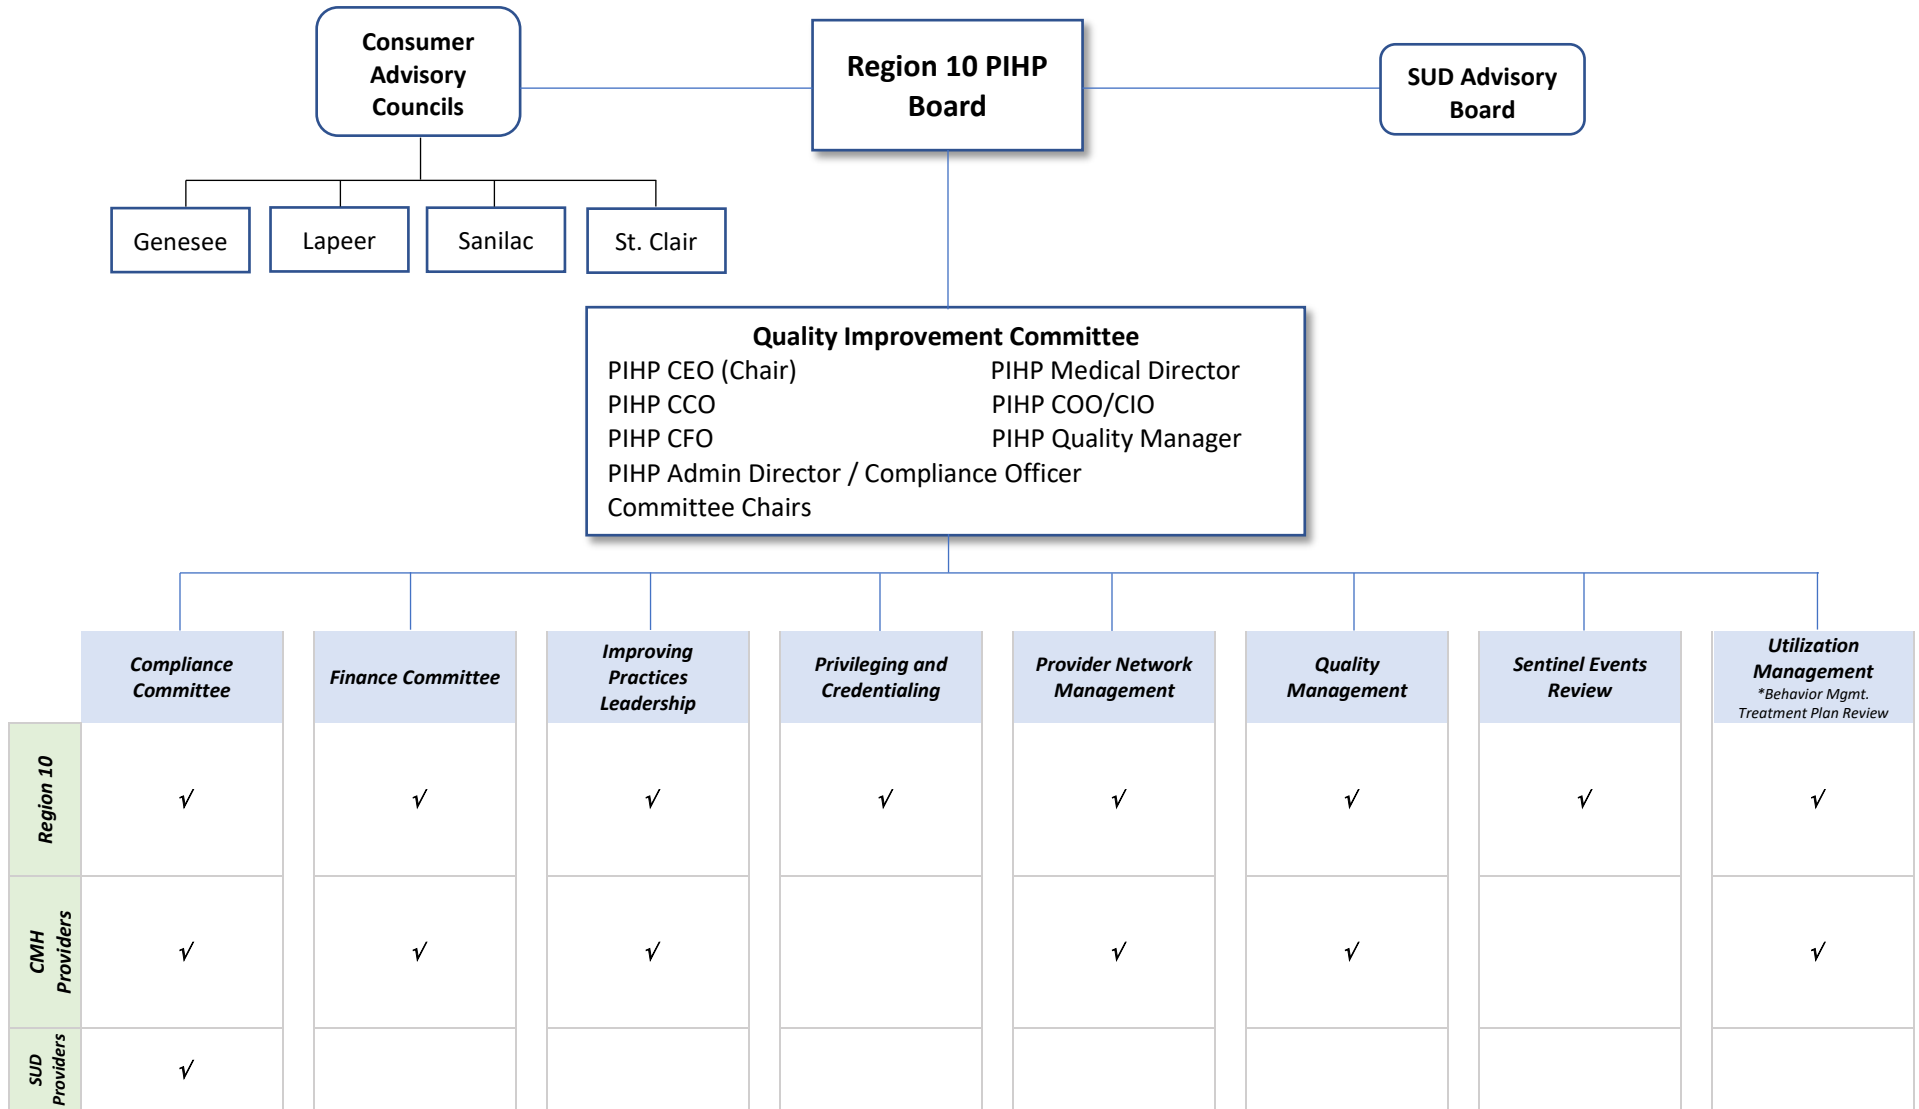 Consumer
Advisory
Councils
Region 10 PIHP
Board
SUD Advisory
Board
Genesee
Lapeer
Sanilac
St. Clair
Quality Improvement Committee
PIHP CEO (Chair) PIHP Medical Director
PIHP CCO PIHP COO/CIO
PIHP CFO PIHP Quality Manager
PIHP Admin Director / Compliance Officer
Committee Chairs
Compliance
Committee
Finance Committee
Improving
Practices
Leadership
Privileging and
Credentialing
Provider Network
Management
Quality
Management
Sentinel Events
Review
Utilization
Management
*Behavior Mgmt.
Treatment Plan Review
Region 10
√ √ √ √ √ √ √ √
CMH
Providers
√ √ √ √ √ √
SUD
Providers
√